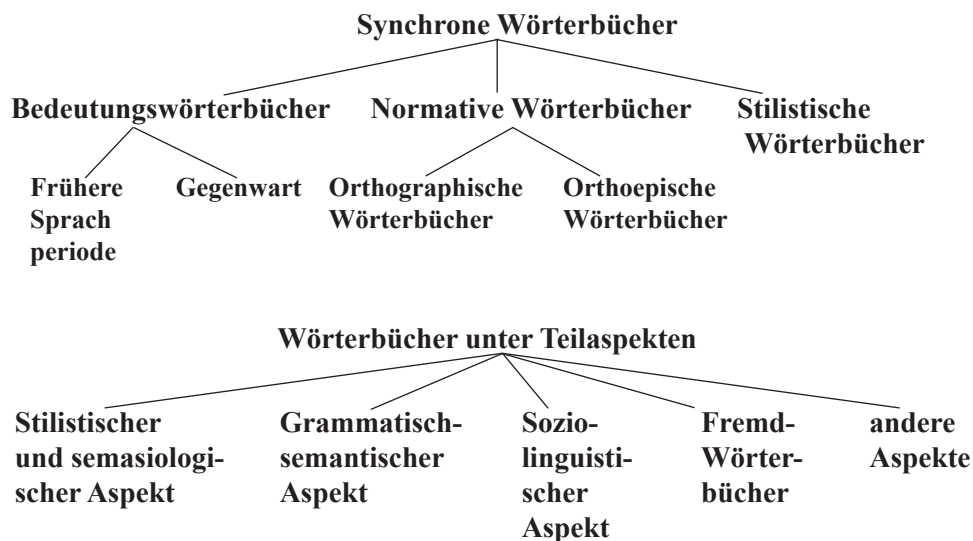 Synchrone Wörterbücher
Bedeutungswörterbücher
Normative Wörterbücher
Stilistische
Wörterbücher
Frühere
Sprach
periode
Gegenwart
Orthographische
Wörterbücher
Orthoepische
Wörterbücher
Wörterbücher unter Teilaspekten
Stilistischer
und semasiologi-
scher Aspekt
Grammatisch-
semantischer
Aspekt
Sozio-
linguisti-
scher
Aspekt
Fremd-
Wörter-
bücher
andere
Aspekte